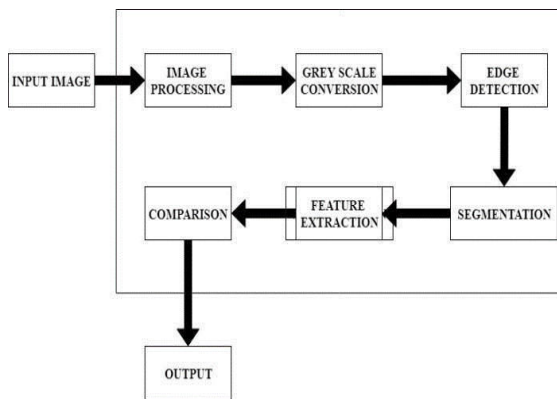 INPUT IMAGE
IMAGE
PROCESSING
GREY SCALE
CONVERSION
EDGE
DETECTION
SEGMENTATION
FEATURE
EXTRACTION
COMPARISON
OUTPUT